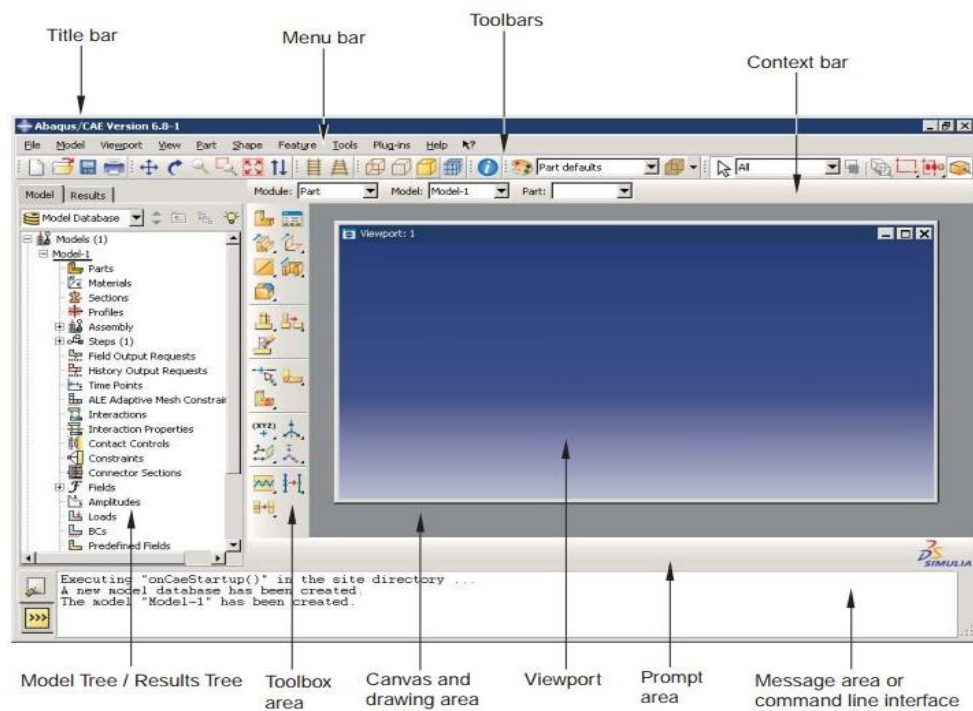 Toolbars
Title bar
Menu bar
Context bar
Abaqus/CAE Version 6.8-1
File Model Viewport View Part Shape Feature Tools Plug-ins Help
Part defaults
All
Model Results
Module: Part Model: Model-1 Part:
Model Database
Viewport: 1
Models (1)
Model-1
Parts
Materials
Sections
Profiles
Assembly
Steps (1)
Field Output Requests
History Output Requests
Time Points
ALE Adaptive Mesh Constrain
Interactions
Interaction Properties
Contact Controls
Constraints
Connector Sections
Fields
Amplitudes
Loads
BCs
Predefined Fields
(XYZ)
SIMULIA
Executing "onCaeStartup()" in the site directory ...
A new model database has been created.
The model "Model-1" has been created.
>>>
Model Tree / Results Tree
Toolbox
area
Canvas and
drawing area
Viewport
Prompt
area
Message area or
command line interface